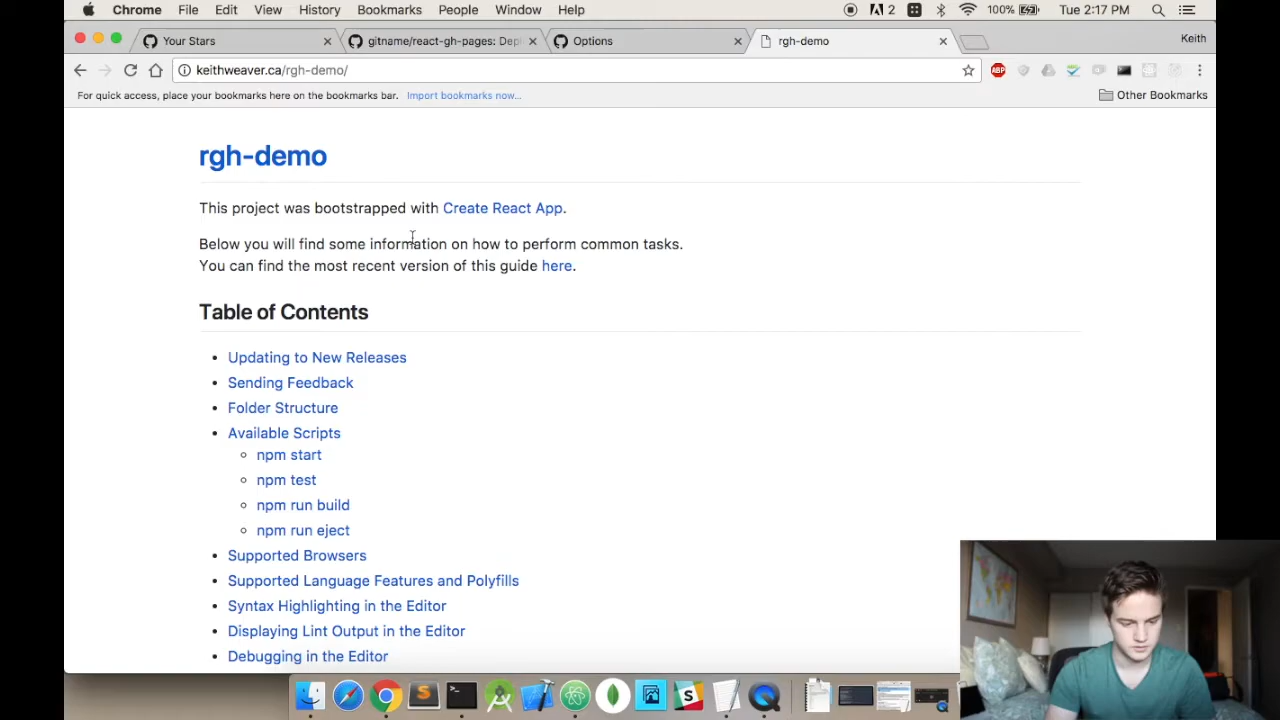 Chrome File Edit View History Bookmarks People Window Help 2 100% Tue 2:17 PM
Your Stars gitname/react-gh-pages: Dep Options rgh-demo Keith
keithweaver.ca/rgh-demo/ ABP
For quick access, place your bookmarks here on the bookmarks bar. Import bookmarks now... Other Bookmarks
rgh-demo
This project was bootstrapped with Create React App.
Below you will find some information on how to perform common tasks.
You can find the most recent version of this guide here.
Table of Contents
Updating to New Releases
Sending Feedback
Folder Structure
Available Scripts
npm start
npm test
npm run build
npm run eject
Supported Browsers
Supported Language Features and Polyfills
Syntax Highlighting in the Editor
Displaying Lint Output in the Editor
Debugging in the Editor